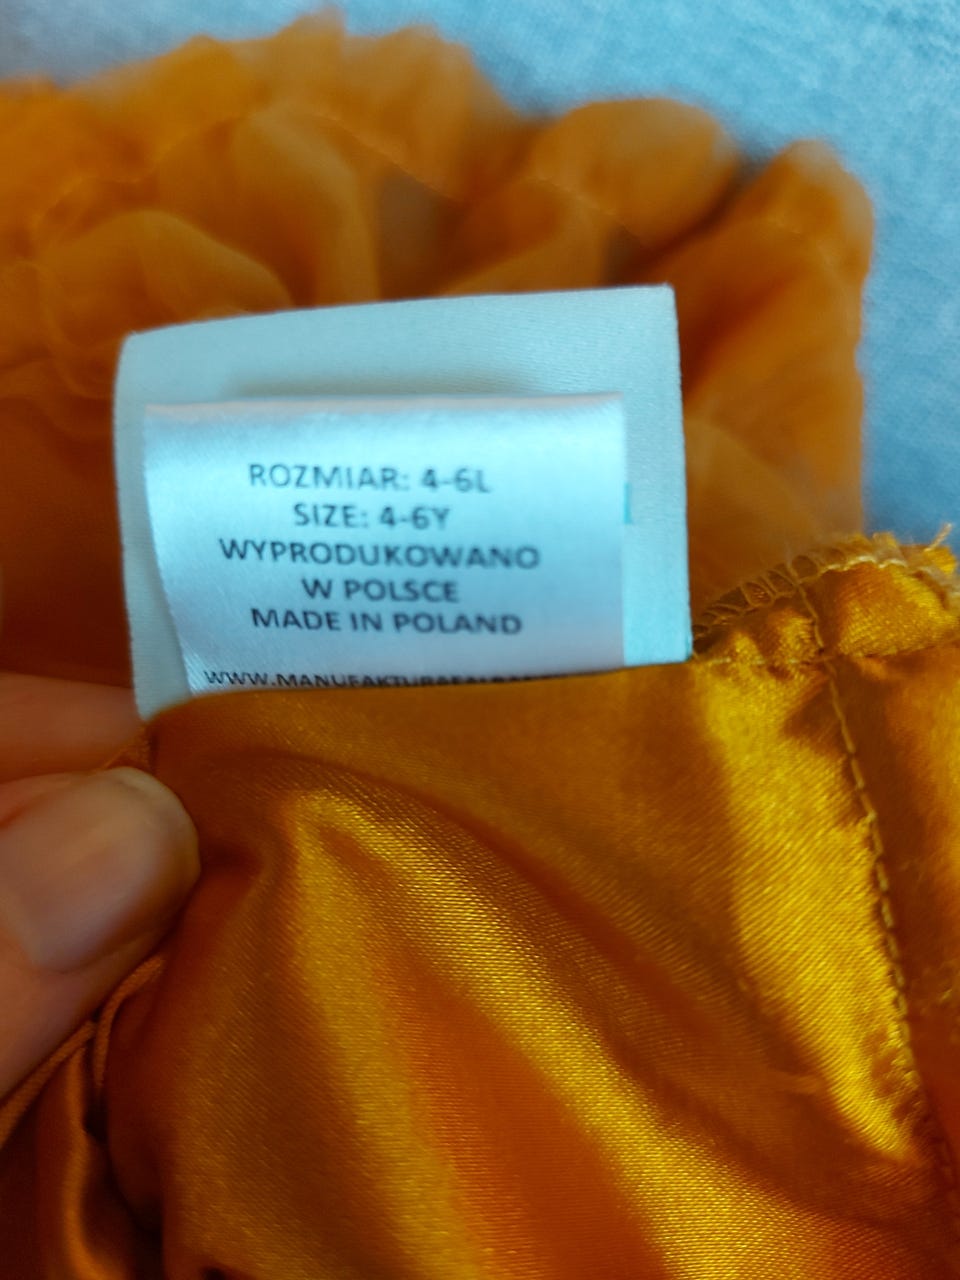 ROZMIAR: 4-6L
SIZE: 4-6Y
WYPRODUKOWANO
W POLSCE
MADE IN POLAND